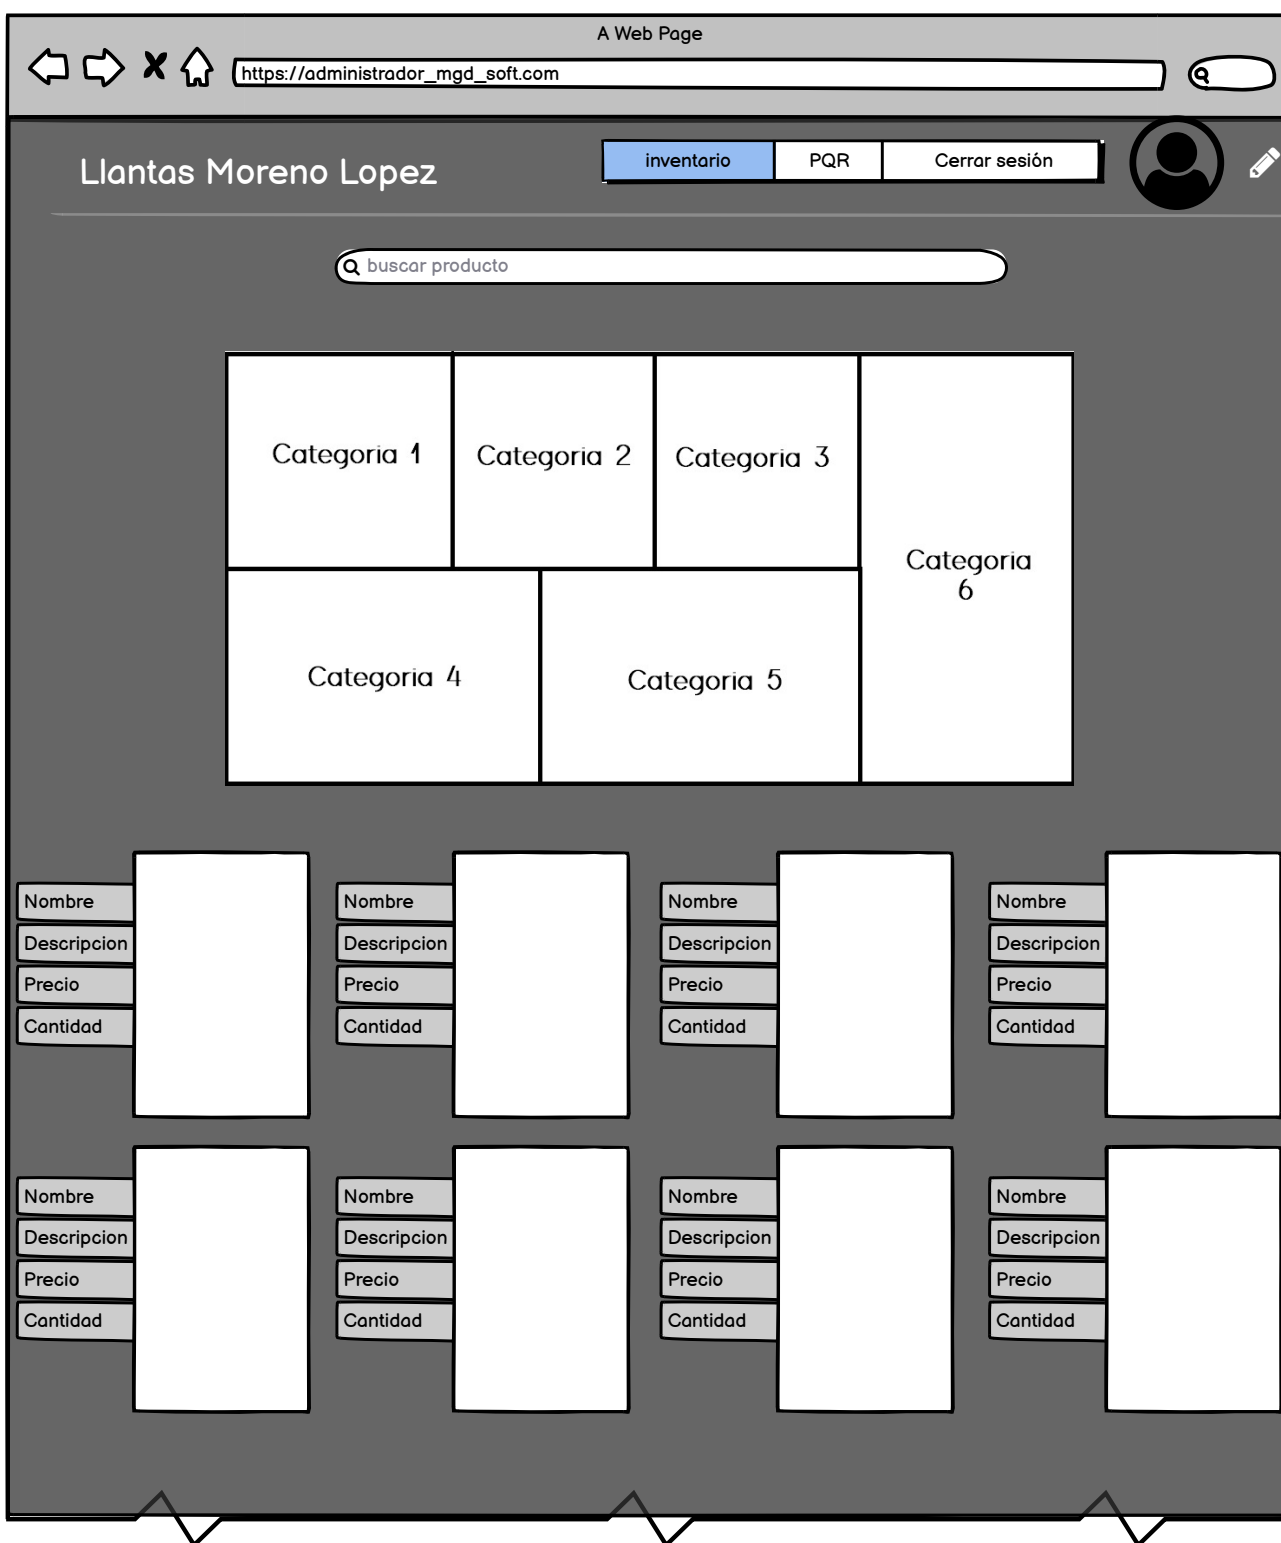 A Web Page
https://administrador_mgd_soft.com
Llantas Moreno Lopez
inventario PQR Cerrar sesión
buscar producto
Categoria 1 Categoria 2 Categoria 3
Categoria
6
Categoria 4 Categoria 5
Nombre Nombre Nombre Nombre
Descripcion Descripcion Descripcion Descripcion
Precio Precio Precio Precio
Cantidad Cantidad Cantidad Cantidad
Nombre Nombre Nombre Nombre
Descripcion Descripcion Descripcion Descripcion
Precio Precio Precio Precio
Cantidad Cantidad Cantidad Cantidad